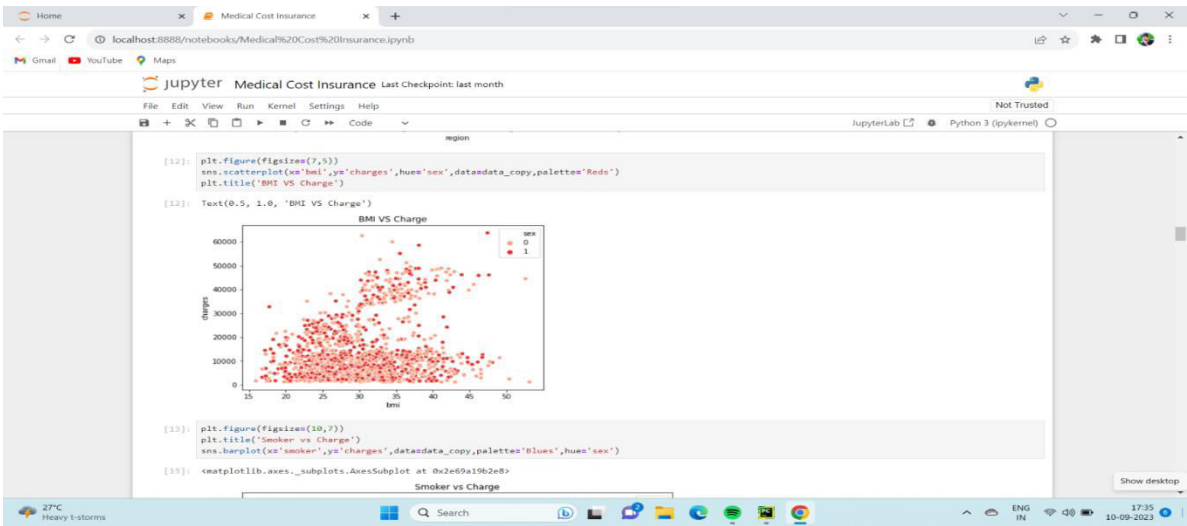 Home
Medical Cost Insurance
localhost:8888/notebooks/Medical%20Cost%20Insurance.ipynb
Gmail YouTube Maps
jupyter Medical Cost Insurance Last Checkpoint: last month
File Edit View Run Kernel Settings Help
Not Trusted
Code
JupyterLab Python 3 (ipykernel)
region
[12]: plt.figure(figsize=(7,5))
sns.scatterplot(x='bmi',y='charges',hue='sex',data=data_copy,palette='Reds')
plt.title('BMI VS Charge')
[12]: Text(0.5, 1.0, 'BMI VS Charge')
BMI VS Charge
sex
0
1
60000
50000
40000
30000
20000
10000
0
charges
15 20 25 30 35 40 45 50
bmi
[13]: plt.figure(figsize=(10,7))
plt.title('Smoker vs Charge')
sns.barplot(x='smoker',y='charges',data=data_copy,palette='Blues',hue='sex')
<matplotlib.axes._subplots.AxesSubplot at 0x2e69a19b2e8>
Smoker vs Charge
Show desktop
27°C
Heavy t-storms
Search
ENG
IN
17:35
10-09-2023